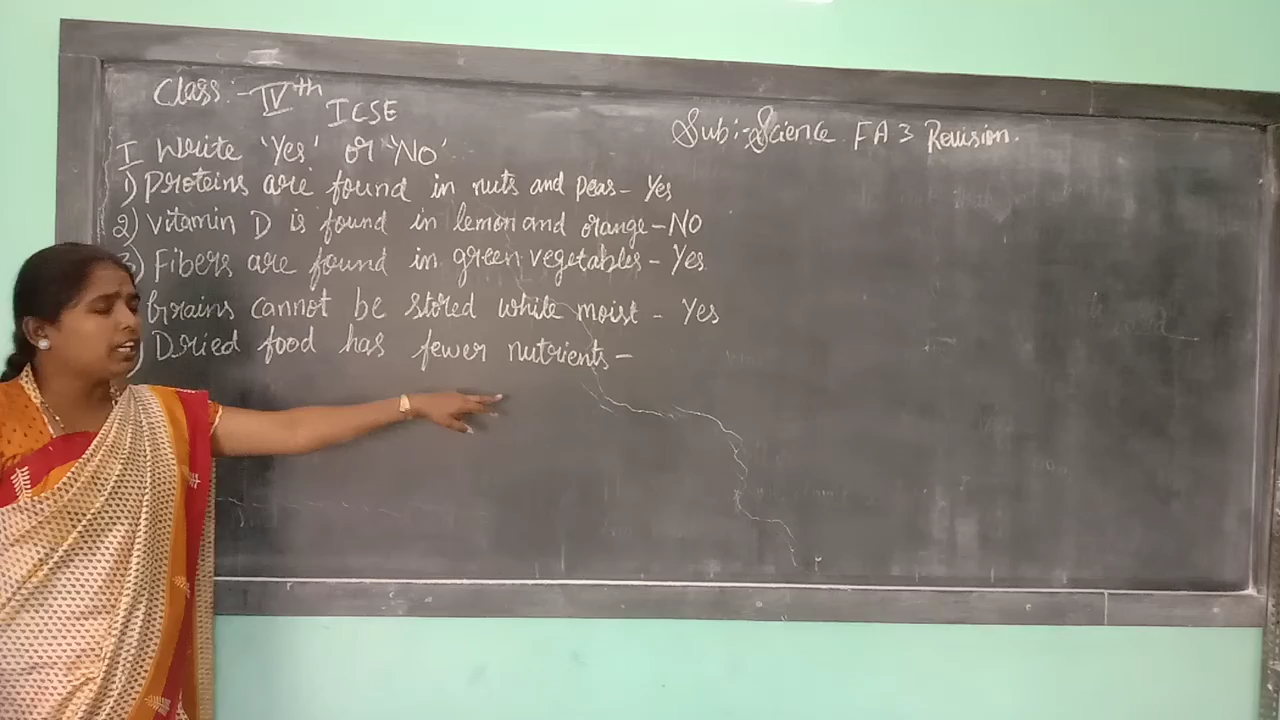 Class:- IVth
ICSE
Sub:- Science FA 3 Revision.
I Write 'Yes' or 'No'.
1) Proteins are found in nuts and peas - Yes
2) Vitamin D is found in lemon and orange - NO
3) Fibers are found in green vegetables - Yes.
Grains cannot be stored while moist - Yes
) Dried food has fewer nutrients -